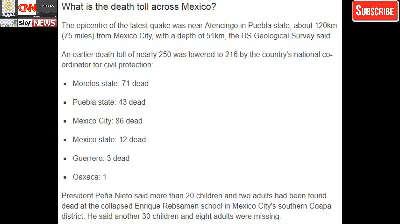 What is the death toll across Mexico?
CNN
sky NEWS
SUBSCRIBE
The epicentre of the latest quake was near Atencingo in Puebla state, about 120km
(75 miles) from Mexico City, with a depth of 51km, the US Geological Survey said.
An earlier death toll of nearly 250 was lowered to 216 by the country's national co-
ordinator for civil protection:
Morelos state: 71 dead
Puebla state: 43 dead
Mexico City: 86 dead
Mexico state: 12 dead
Guerrero: 3 dead
Oaxaca: 1
President Peña Nieto said more than 20 children and two adults had been found
dead at the collapsed Enrique Rebsamen school in Mexico City's southern Coapa
district. He said another 30 children and eight adults were missing.